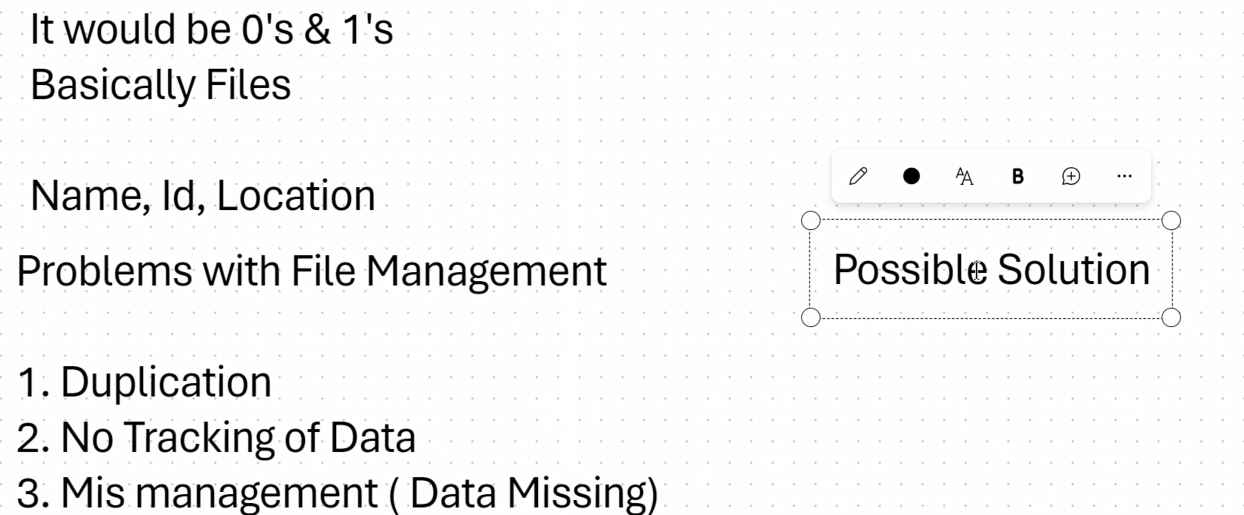 It would be 0's & 1's
Basically Files
Name, Id, Location
Problems with File Management
B
Possible Solution
1. Duplication
2. No Tracking of Data
3. Mis management ( Data Missing)